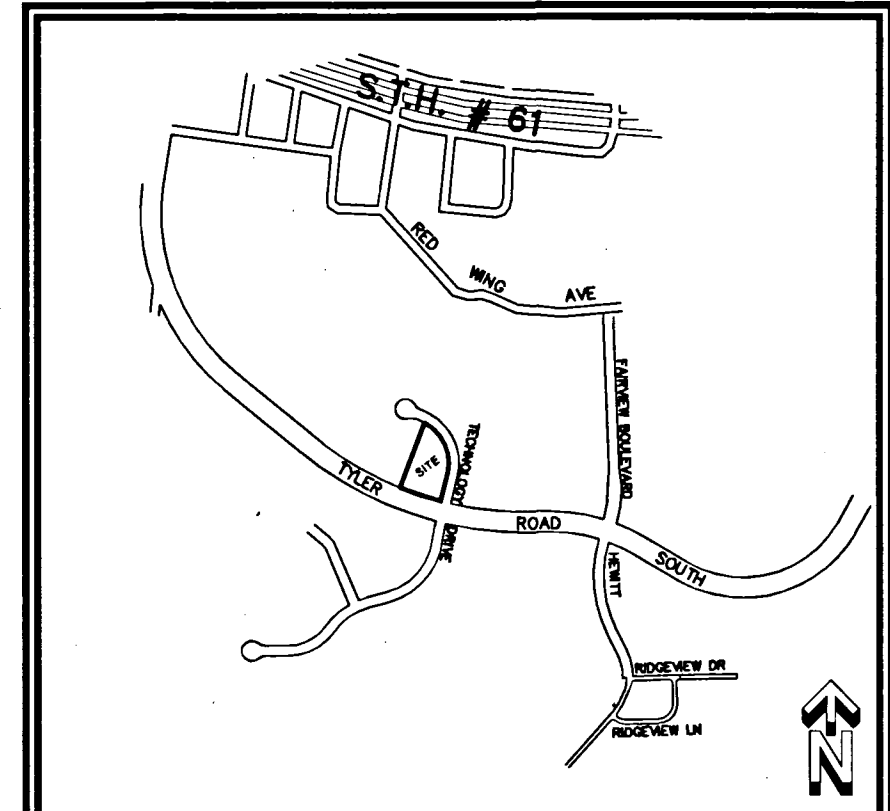 S.T.H. # 61
RED WING AVE
FAIRVIEW BOULEVARD
TECHNOLOGY DRIVE
SITE
TYLER ROAD SOUTH
HEWITT
RIDGEVIEW DR
RIDGEVIEW LN
N